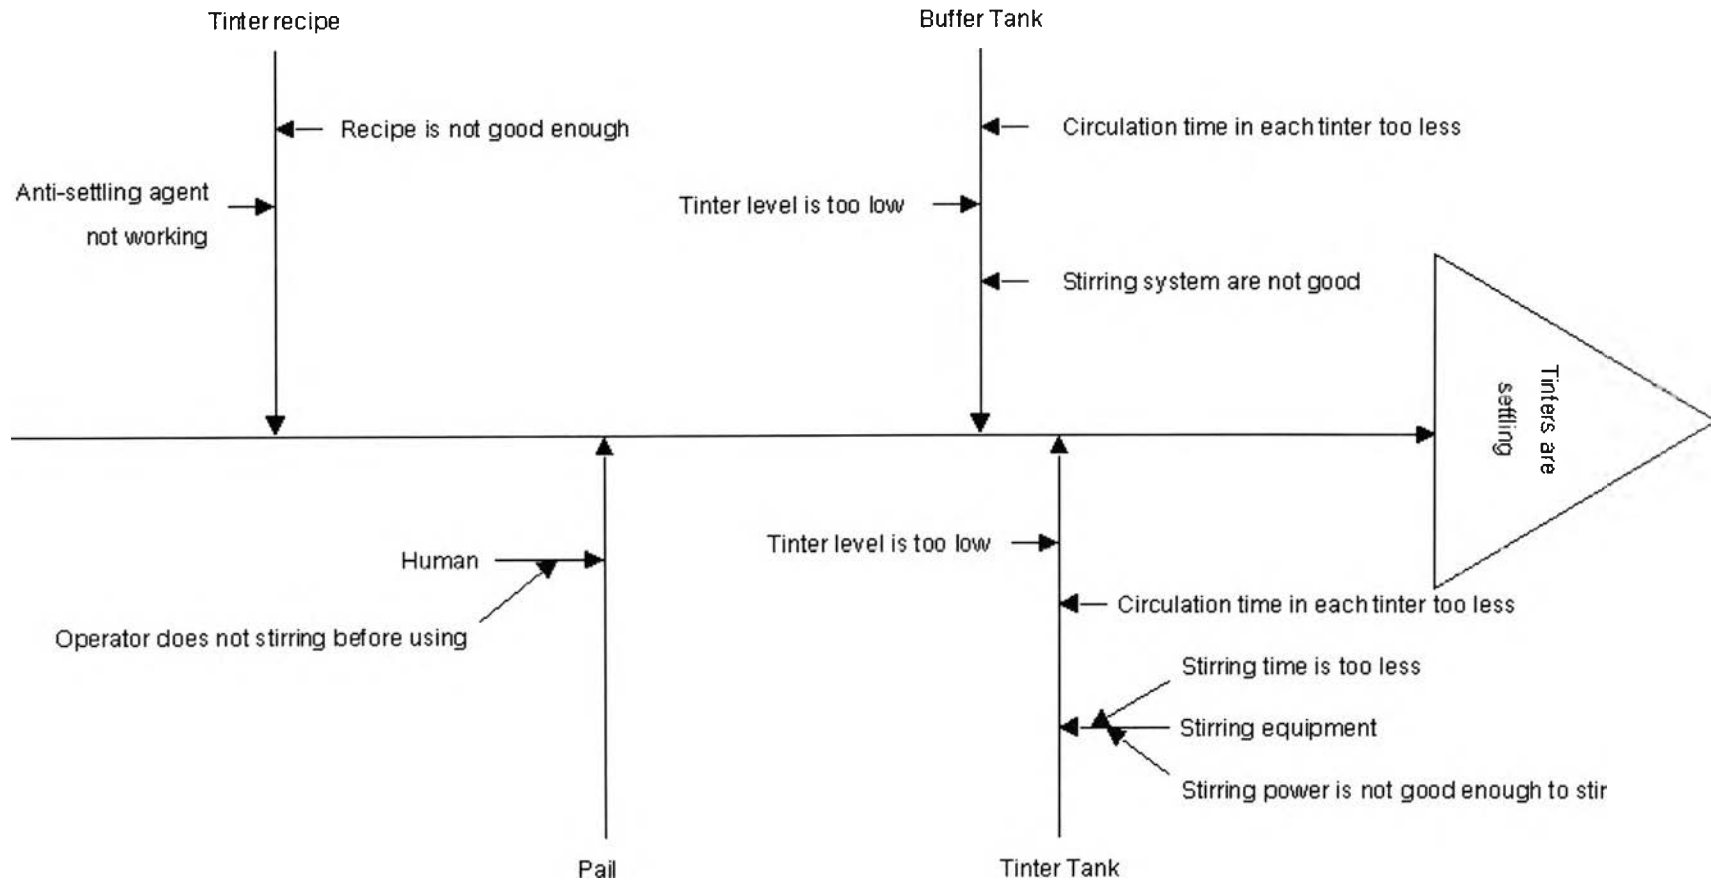 Tinter recipe
Buffer Tank
Recipe is not good enough
Circulation time in each tinter too less
Anti-settling agent
not working
Tinter level is too low
Stirring system are not good
Tinters are
settling
Human
Tinter level is too low
Operator does not stirring before using
Circulation time in each tinter too less
Stirring time is too less
Stirring equipment
Stirring power is not good enough to stir
Pail
Tinter Tank